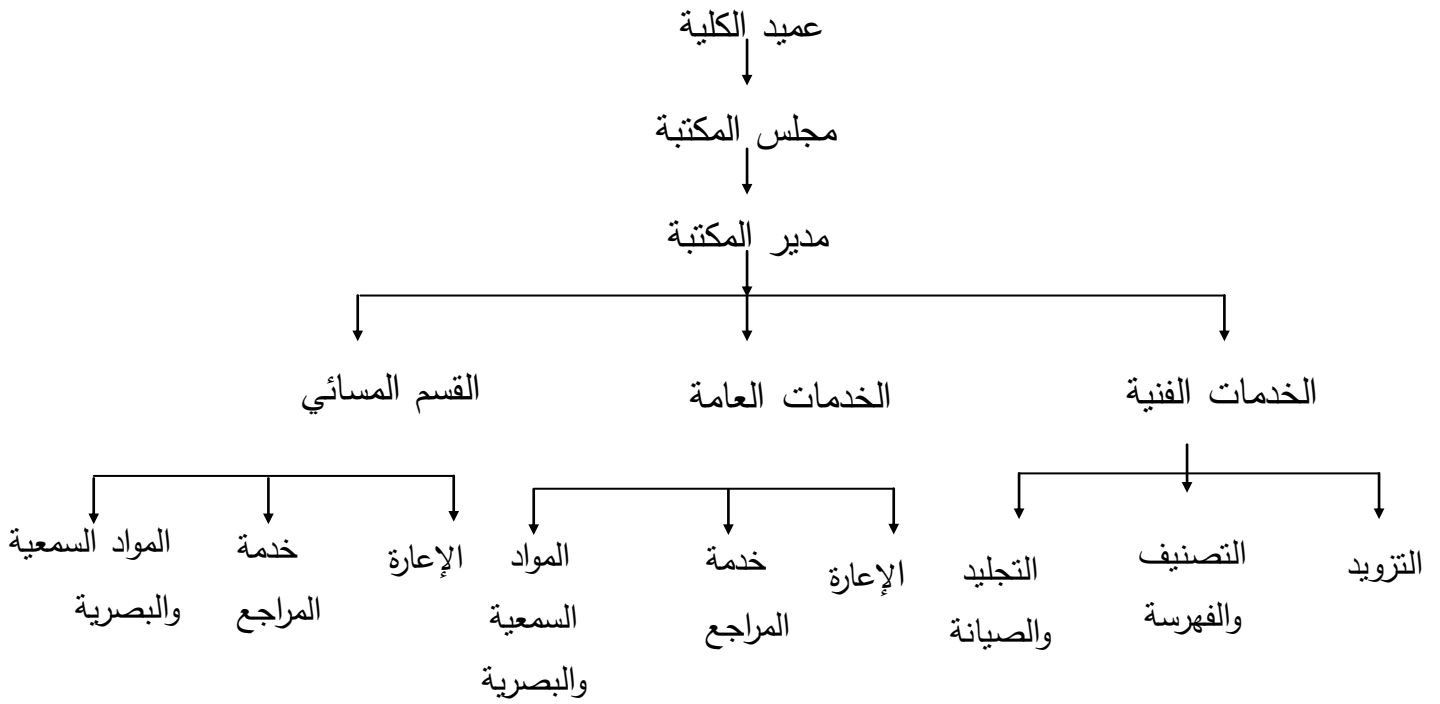 عميد الكلية
مجلس المكتبة
مدير المكتبة
الخدمات الفنية
الخدمات العامة
القسم المسائي
التزويد
التصنيف
والفهرسة
التجليد
والصيانة
الإعارة
خدمة
المراجع
المواد
السمعية
والبصرية
الإعارة
خدمة
المراجع
المواد السمعية
والبصرية